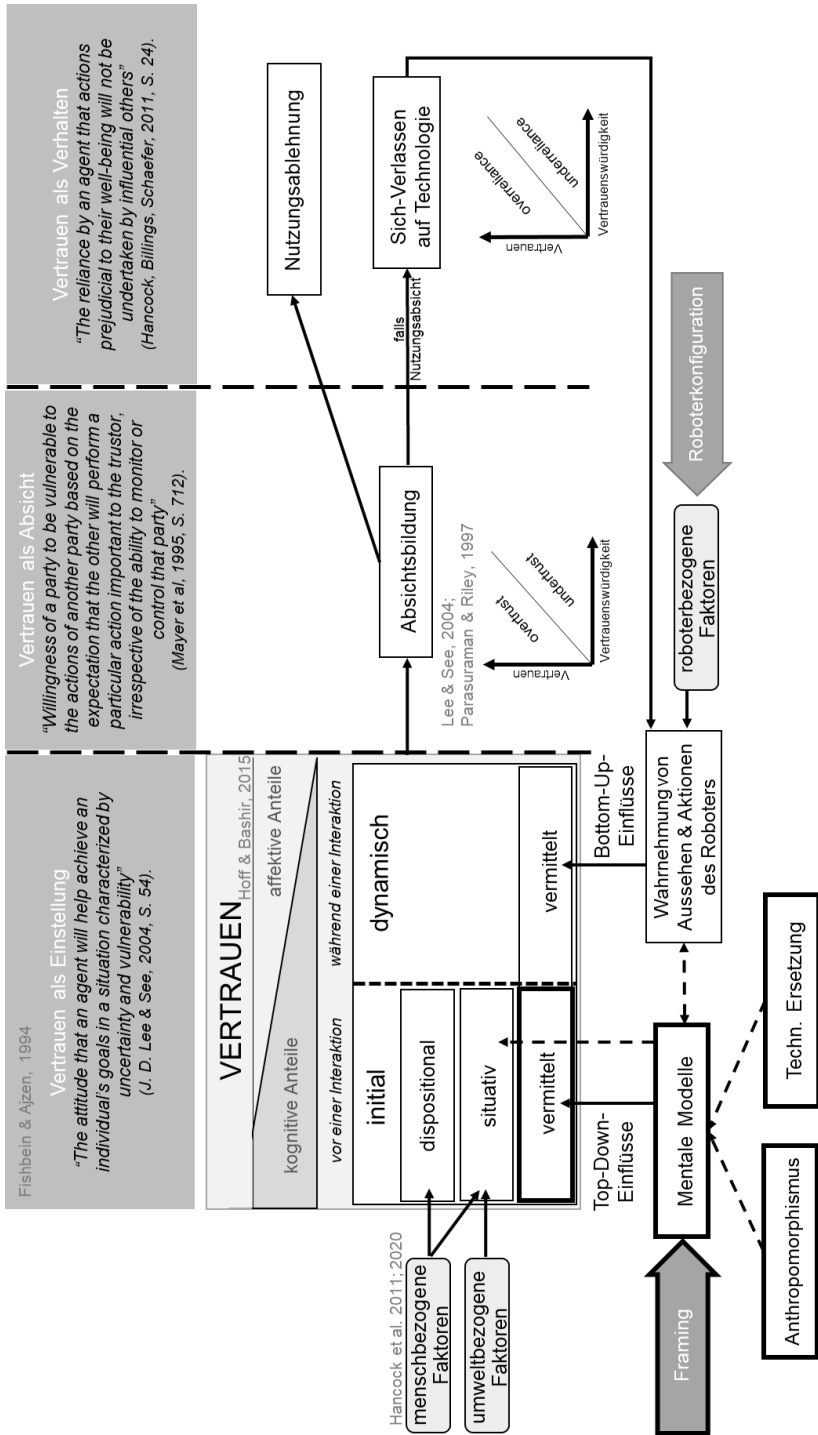 Fishbein & Ajzen, 1994
Vertrauen als Einstellung
“The attitude that an agent will help achieve an
individual’s goals in a situation characterized by
uncertainty and vulnerability”
(J. D. Lee & See, 2004, S. 54).
Vertrauen als Absicht
“Willingness of a party to be vulnerable to
the actions of another party based on the
expectation that the other will perform a
particular action important to the trustor,
irrespective of the ability to monitor or
control that party”
(Mayer et al, 1995, S. 712).
Vertrauen als Verhalten
“The reliance by an agent that actions
prejudicial to their well-being will not be
undertaken by influential others”
(Hancock, Billings, Schaefer, 2011, S. 24).
VERTRAUEN
Hoff & Bashir, 2015
kognitive Anteile
affektive Anteile
vor einer Interaktion
während einer Interaktion
initial
dynamisch
dispositional
situativ
vermittelt
vermittelt
Hancock et al. 2011; 2020
menschbezogene
Faktoren
umweltbezogene
Faktoren
Absichtsbildung
Lee & See, 2004;
Parasuraman & Riley, 1997
Vertrauen
overtrust
undertrust
Vertrauenswürdigkeit
Nutzungsablehnung
falls
Nutzungsabsicht
Sich-Verlassen
auf Technologie
Vertrauen
overreliance
underreliance
Vertrauenswürdigkeit
Top-Down-
Einflüsse
Bottom-Up-
Einflüsse
Framing
Mentale Modelle
Wahrnehmung von
Aussehen & Aktionen
des Roboters
roboterbezogene
Faktoren
Roboterkonfiguration
Anthropomorphismus
Techn. Ersetzung